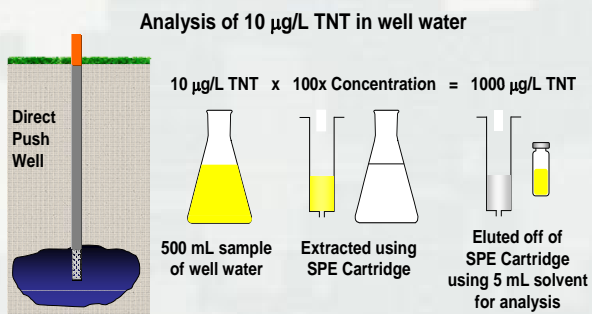 Analysis of 10 µg/L TNT in well water
10 µg/L TNT x 100x Concentration = 1000 µg/L TNT
Direct
Push
Well
500 mL sample
of well water
Extracted using
SPE Cartridge
Eluted off of
SPE Cartridge
using 5 mL solvent
for analysis